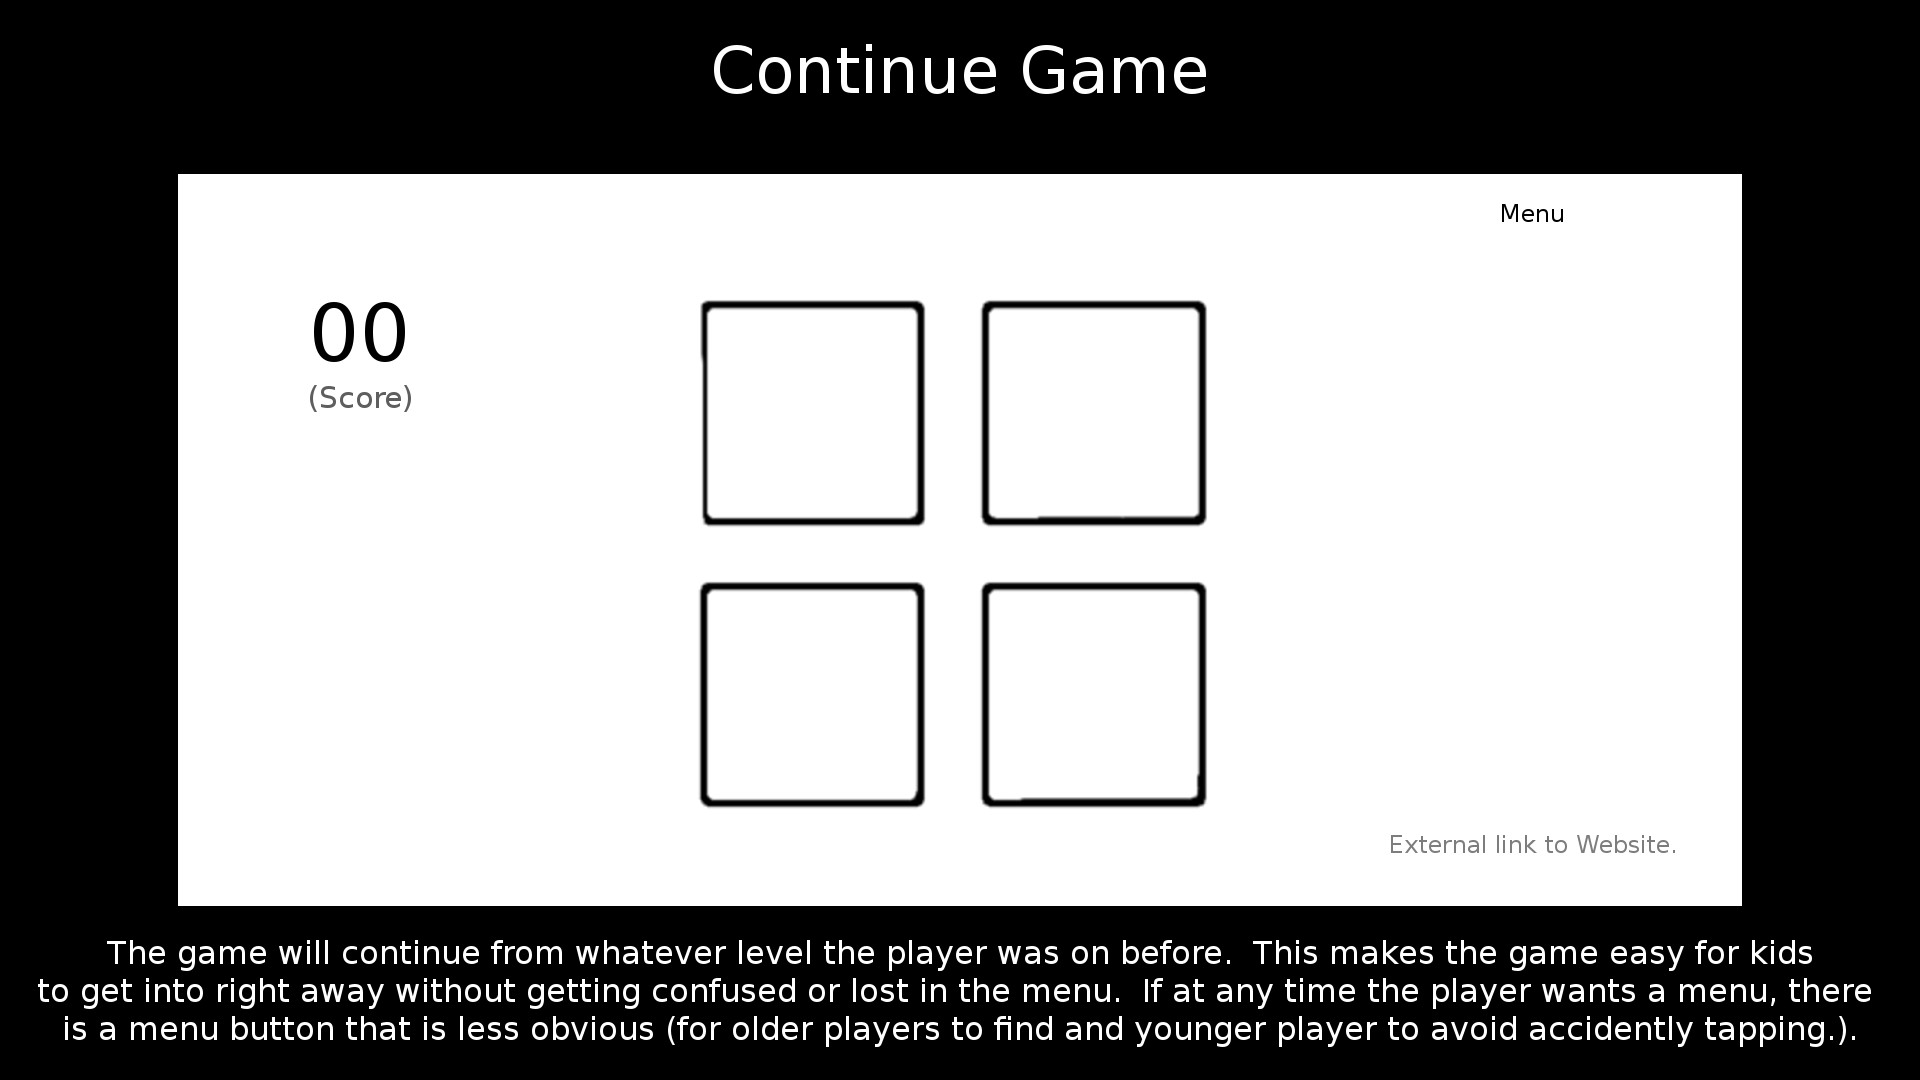 Continue Game
Menu
00
(Score)
External link to Website.
The game will continue from whatever level the player was on before.  This makes the game easy for kids
to get into right away without getting confused or lost in the menu.  If at any time the player wants a menu, there
is a menu button that is less obvious (for older players to find and younger player to avoid accidently tapping.).